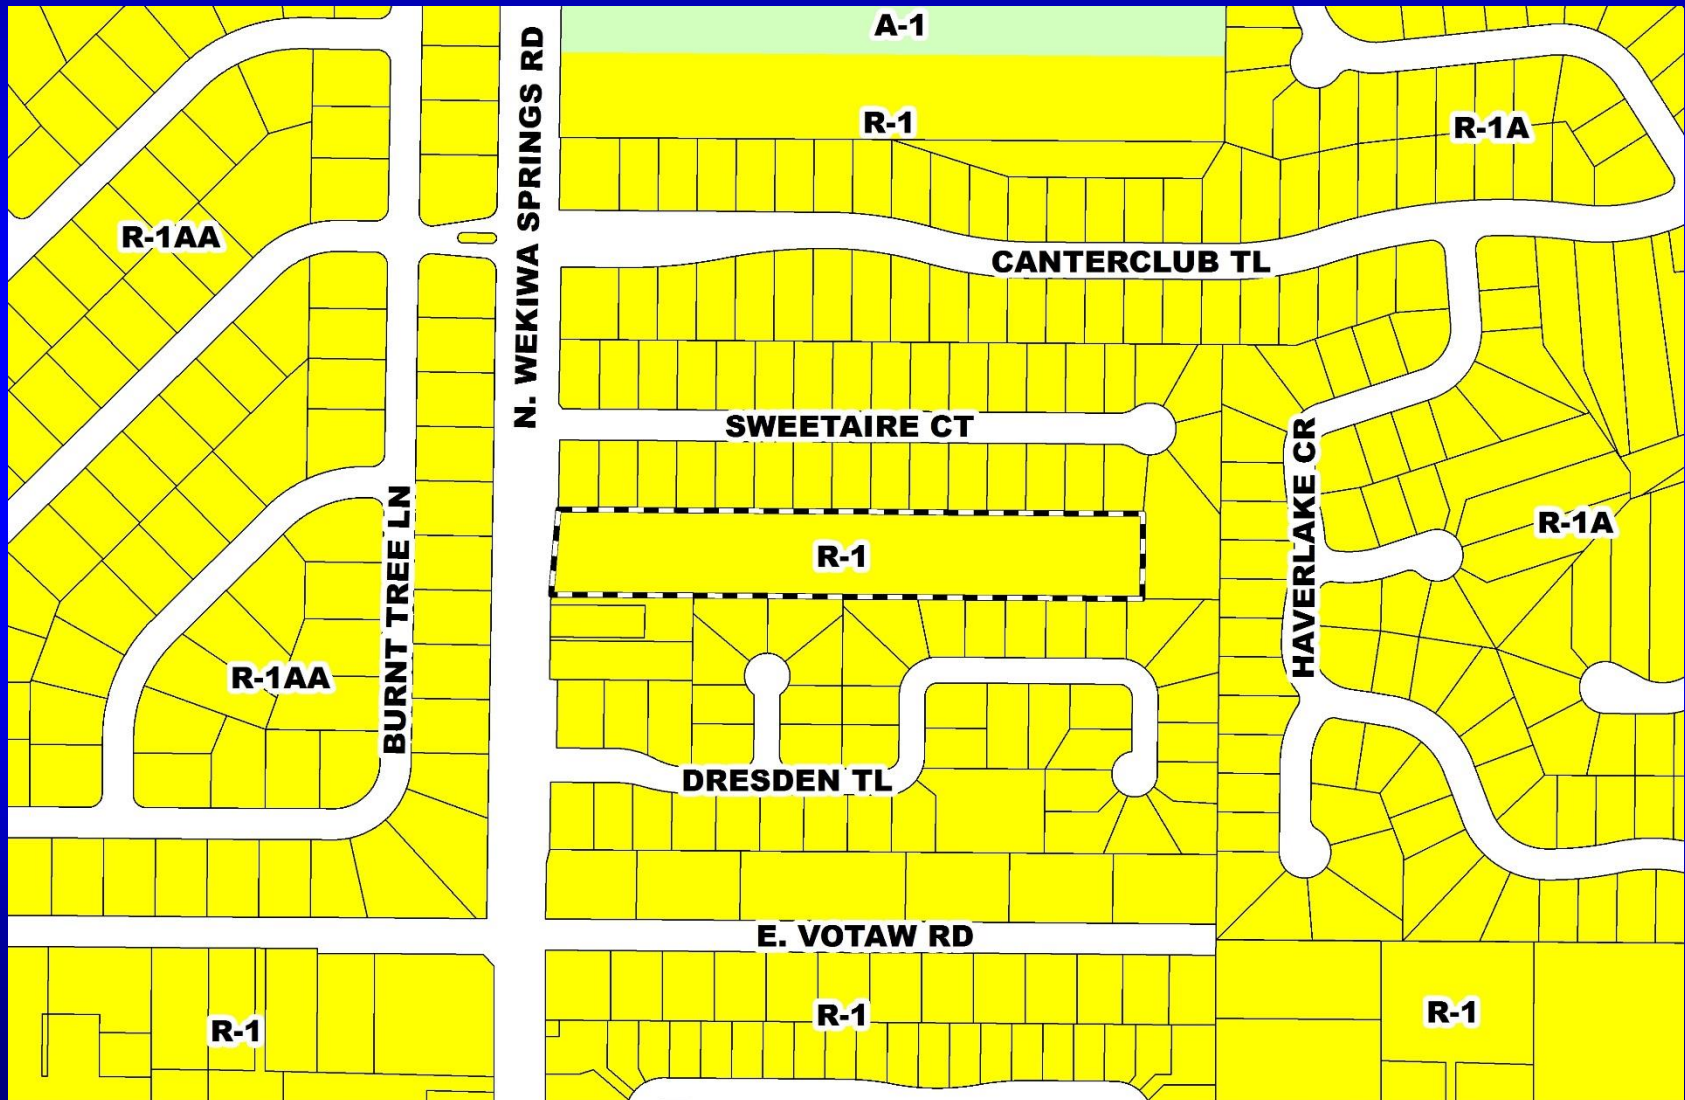 A-1
N. WEKIWA SPRINGS RD
R-1
R-1A
R-1AA
CANTERCLUB TL
SWEETAIRE CT
HAVERLAKE CR
R-1A
R-1
BURNT TREE LN
R-1AA
DRESDEN TL
E. VOTAW RD
R-1
R-1
R-1